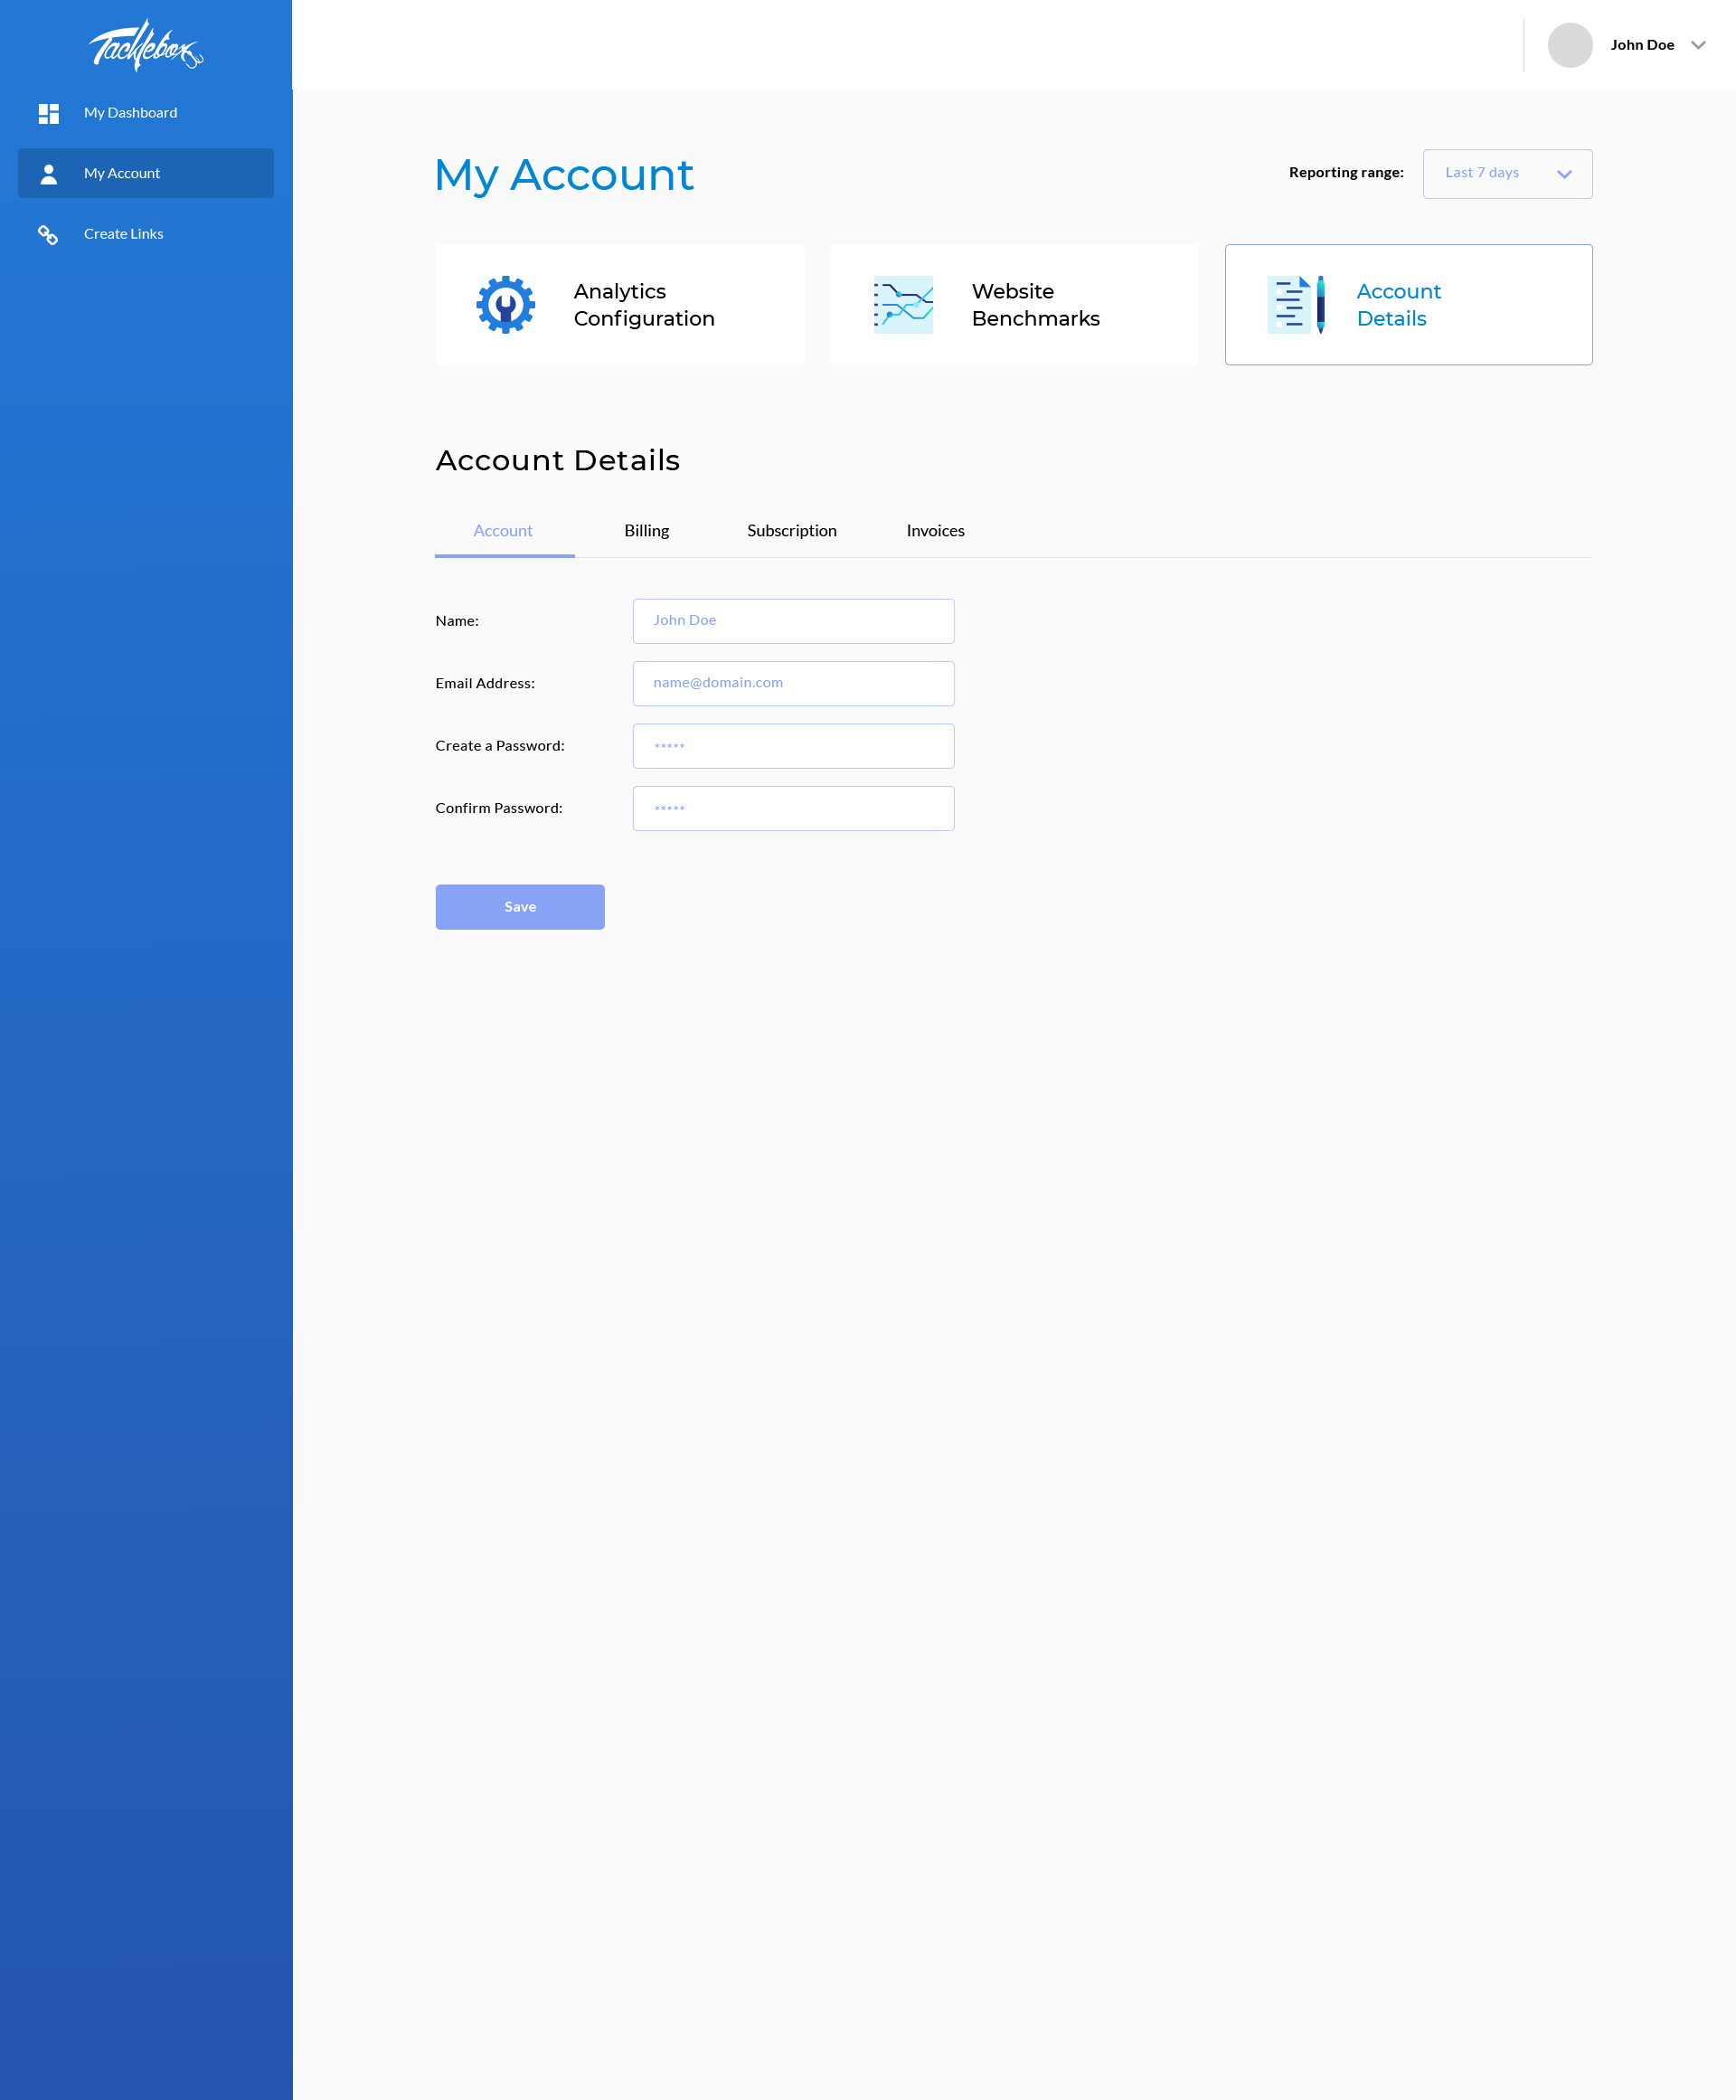 Tacklebox
John Doe
My Dashboard
My Account
Create Links
My Account
Reporting range:
Last 7 days
Analytics
Configuration
Website
Benchmarks
Account
Details
Account Details
Account
Billing
Subscription
Invoices
Name:
John Doe
Email Address:
name@domain.com
Create a Password:
*****
Confirm Password:
*****
Save